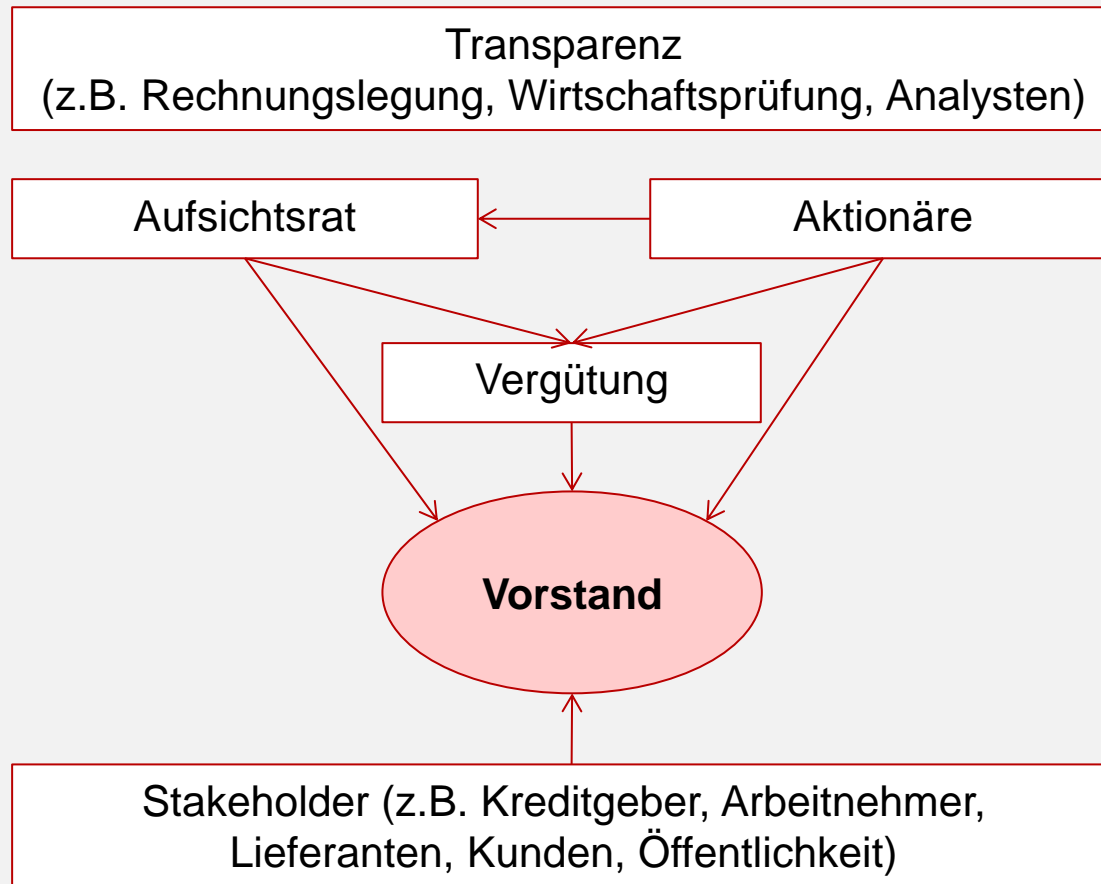 Transparenz
(z.B. Rechnungslegung, Wirtschaftsprüfung, Analysten)
Aufsichtsrat
Aktionäre
Vergütung
Vorstand
Stakeholder (z.B. Kreditgeber, Arbeitnehmer,
Lieferanten, Kunden, Öffentlichkeit)